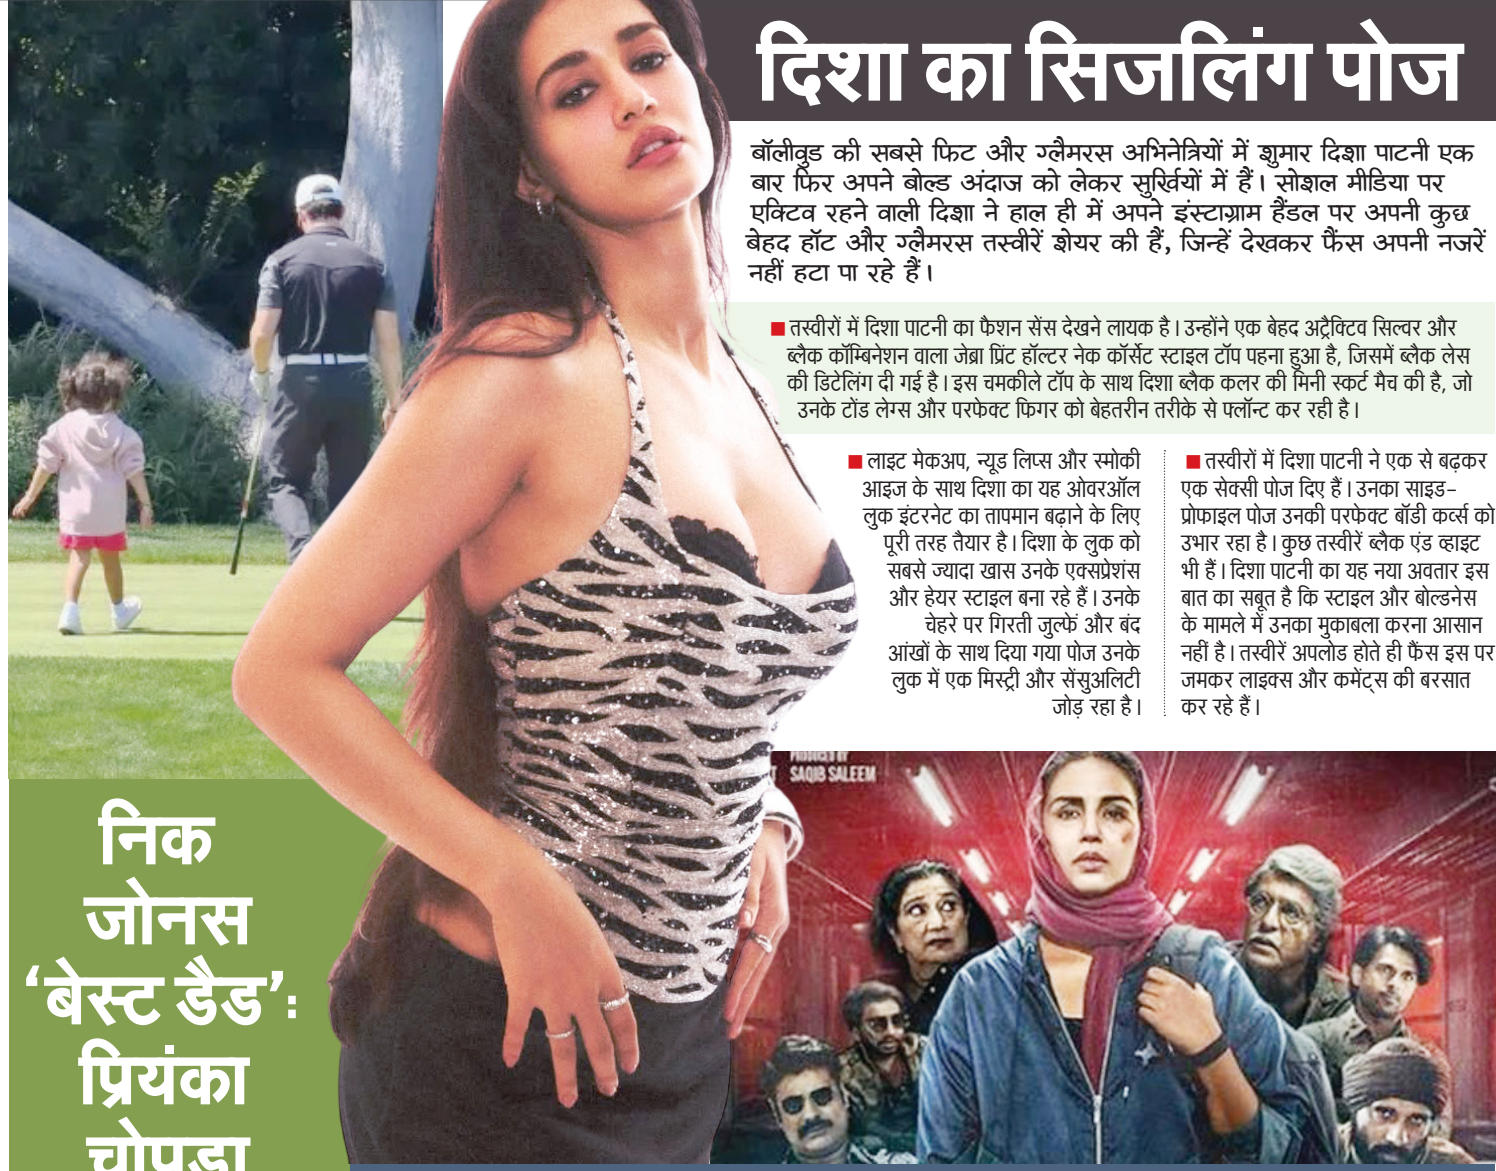 दिशा का सिजलिंग पोज
बॉलीवुड की सबसे फिट और ग्लैमरस अभिनेत्रियों में शुमार दिशा पाटनी एक
बार फिर अपने बोल्ड अंदाज को लेकर सुर्खियों में हैं। सोशल मीडिया पर
एक्टिव रहने वाली दिशा ने हाल ही में अपने इंस्टाग्राम हैंडल पर अपनी कुछ
बेहद हॉट और ग्लैमरस तस्वीरें शेयर की हैं, जिन्हें देखकर फैंस अपनी नजरें
नहीं हटा पा रहे हैं।
तस्वीरों में दिशा पाटनी का फैशन सेंस देखने लायक है। उन्होंने एक बेहद अट्रैक्टिव सिल्वर और
ब्लैक कॉम्बिनेशन वाला जेब्रा प्रिंट हॉल्टर नेक कॉर्सेट स्टाइल टॉप पहना हुआ है, जिसमें ब्लैक लेस
की डिटेलिंग दी गई है। इस चमकीले टॉप के साथ दिशा ब्लैक कलर की मिनी स्कर्ट मैच की है, जो
उनके टोंड लेग्स और परफेक्ट फिगर को बेहतरीन तरीके से फ्लॉन्ट कर रही है।
लाइट मेकअप, न्यूड लिप्स और स्मोकी
आइज के साथ दिशा का यह ओवरऑल
लुक इंटरनेट का तापमान बढ़ाने के लिए
पूरी तरह तैयार है। दिशा के लुक को
सबसे ज्यादा खास उनके एक्सप्रेशंस
और हेयर स्टाइल बना रहे हैं। उनके
चेहरे पर गिरती जुल्फें और बंद
आंखों के साथ दिया गया पोज उनके
लुक में एक मिस्ट्री और सेंसुअलिटी
जोड़ रहा है।
तस्वीरों में दिशा पाटनी ने एक से बढ़कर
एक सेक्सी पोज दिए हैं। उनका साइड-
प्रोफाइल पोज उनकी परफेक्ट बॉडी कर्व्स को
उभार रहा है। कुछ तस्वीरें ब्लैक एंड व्हाइट
भी हैं। दिशा पाटनी का यह नया अवतार इस
बात का सबूत है कि स्टाइल और बोल्डनेस
के मामले में उनका मुकाबला करना आसान
नहीं है। तस्वीरें अपलोड होते ही फैंस इस पर
जमकर लाइक्स और कमेंट्स की बरसात
कर रहे हैं।
SAQIB SALEEM
निक
जोनस
'बेस्ट डैड':
प्रियंका
चोपड़ा